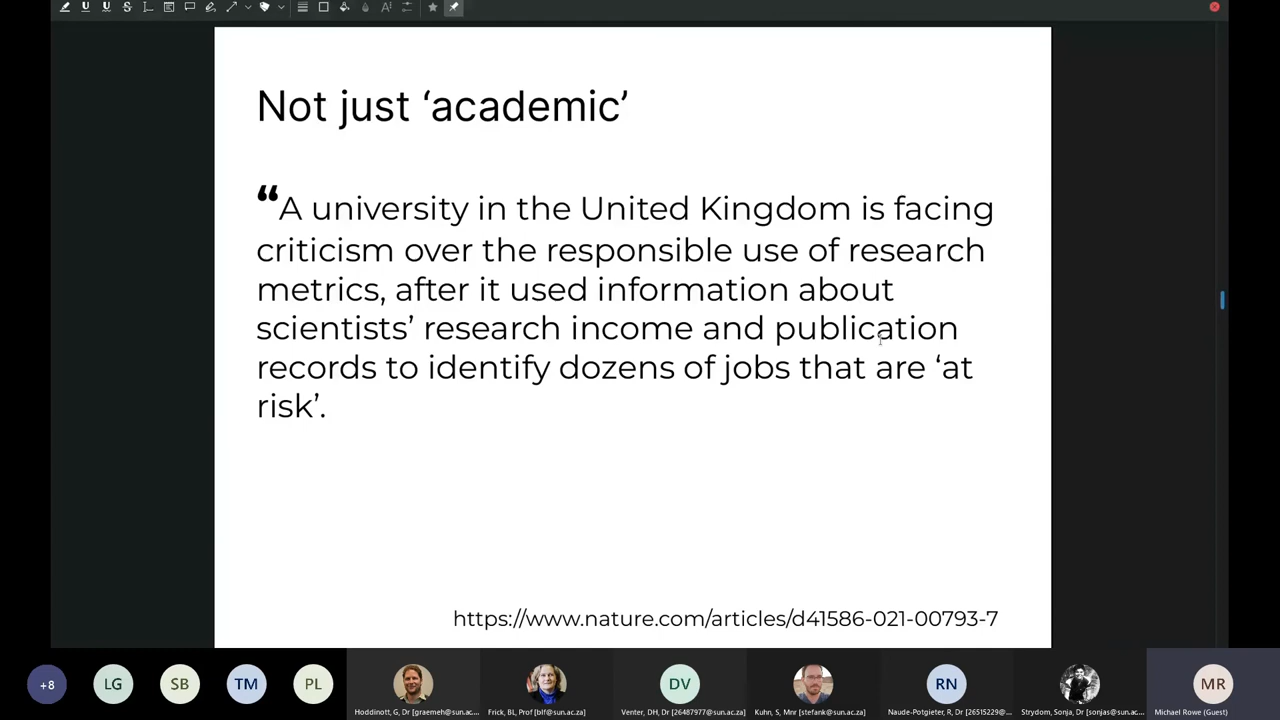 Not just ‘academic’
“A university in the United Kingdom is facing
criticism over the responsible use of research
metrics, after it used information about
scientists’ research income and publication
records to identify dozens of jobs that are ‘at
risk’.
https://www.nature.com/articles/d41586-021-00793-7
+8
LG
SB
TM
PL
DV
RN
MR
Hoddinott, G, Dr [graemeh@sun.ac....
Frick, BL, Prof [blf@sun.ac.za]
Venter, DH, Dr [26487977@sun.ac.za]
Kuhn, S, Mnr [stefank@sun.ac.za]
Naude-Potgieter, R, Dr [26515229@...
Strydom, Sonja, Dr [sonjas@sun.ac....
Michael Rowe (Guest)